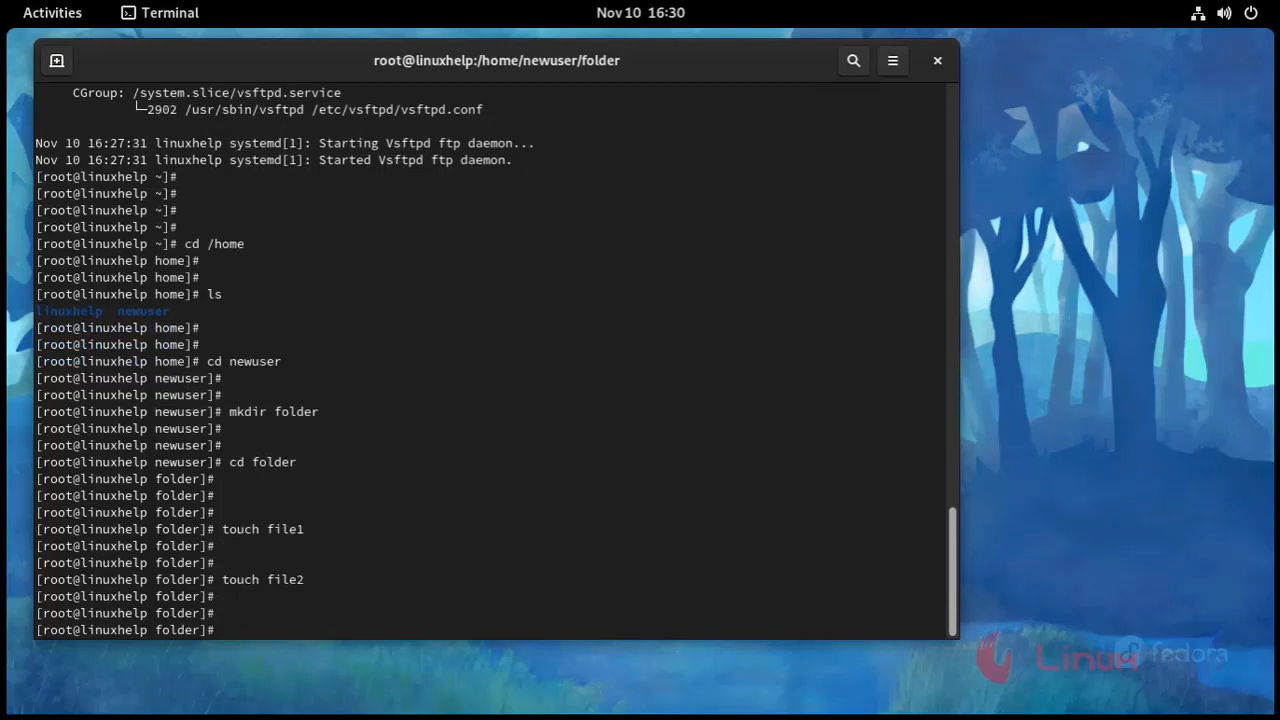 Activities Terminal Nov 10 16:30
root@linuxhelp:/home/newuser/folder
CGroup: /system.slice/vsftpd.service
└─2902 /usr/sbin/vsftpd /etc/vsftpd/vsftpd.conf
Nov 10 16:27:31 linuxhelp systemd[1]: Starting Vsftpd ftp daemon...
Nov 10 16:27:31 linuxhelp systemd[1]: Started Vsftpd ftp daemon.
[root@linuxhelp ~]#
[root@linuxhelp ~]#
[root@linuxhelp ~]#
[root@linuxhelp ~]#
[root@linuxhelp ~]# cd /home
[root@linuxhelp home]#
[root@linuxhelp home]#
[root@linuxhelp home]# ls
linuxhelp newuser
[root@linuxhelp home]#
[root@linuxhelp home]#
[root@linuxhelp home]# cd newuser
[root@linuxhelp newuser]#
[root@linuxhelp newuser]#
[root@linuxhelp newuser]# mkdir folder
[root@linuxhelp newuser]#
[root@linuxhelp newuser]#
[root@linuxhelp newuser]# cd folder
[root@linuxhelp folder]#
[root@linuxhelp folder]#
[root@linuxhelp folder]#
[root@linuxhelp folder]# touch file1
[root@linuxhelp folder]#
[root@linuxhelp folder]#
[root@linuxhelp folder]# touch file2
[root@linuxhelp folder]#
[root@linuxhelp folder]#
[root@linuxhelp folder]#
Linux fedora